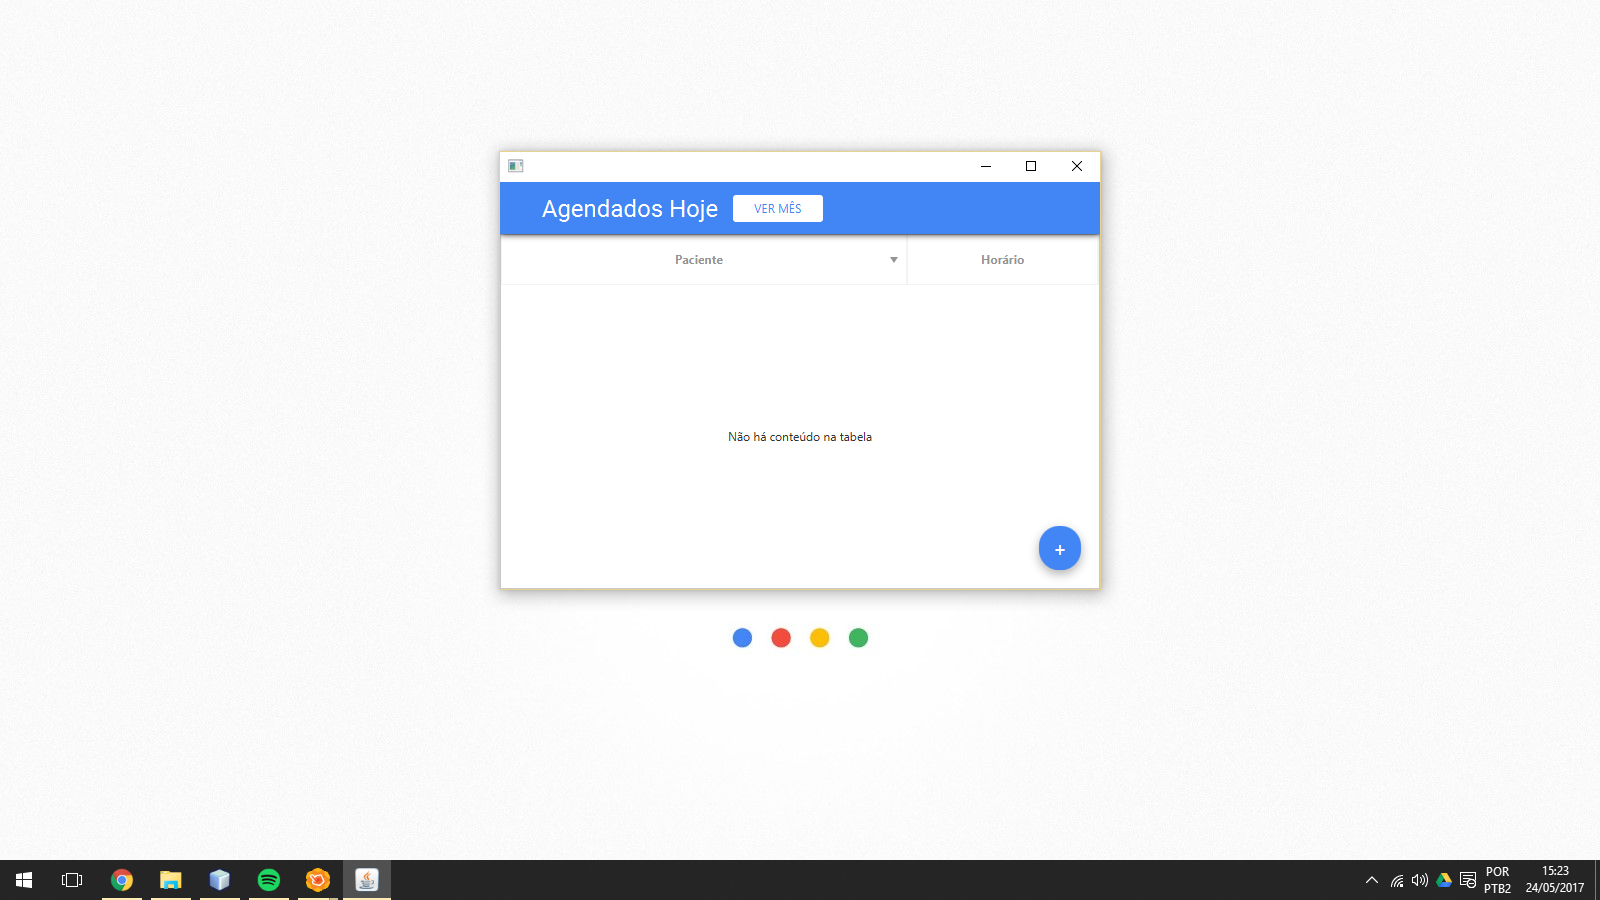 Agendados Hoje
VER MÊS
Paciente
Horário
Não há conteúdo na tabela
+
POR
PTB2
15:23
24/05/2017